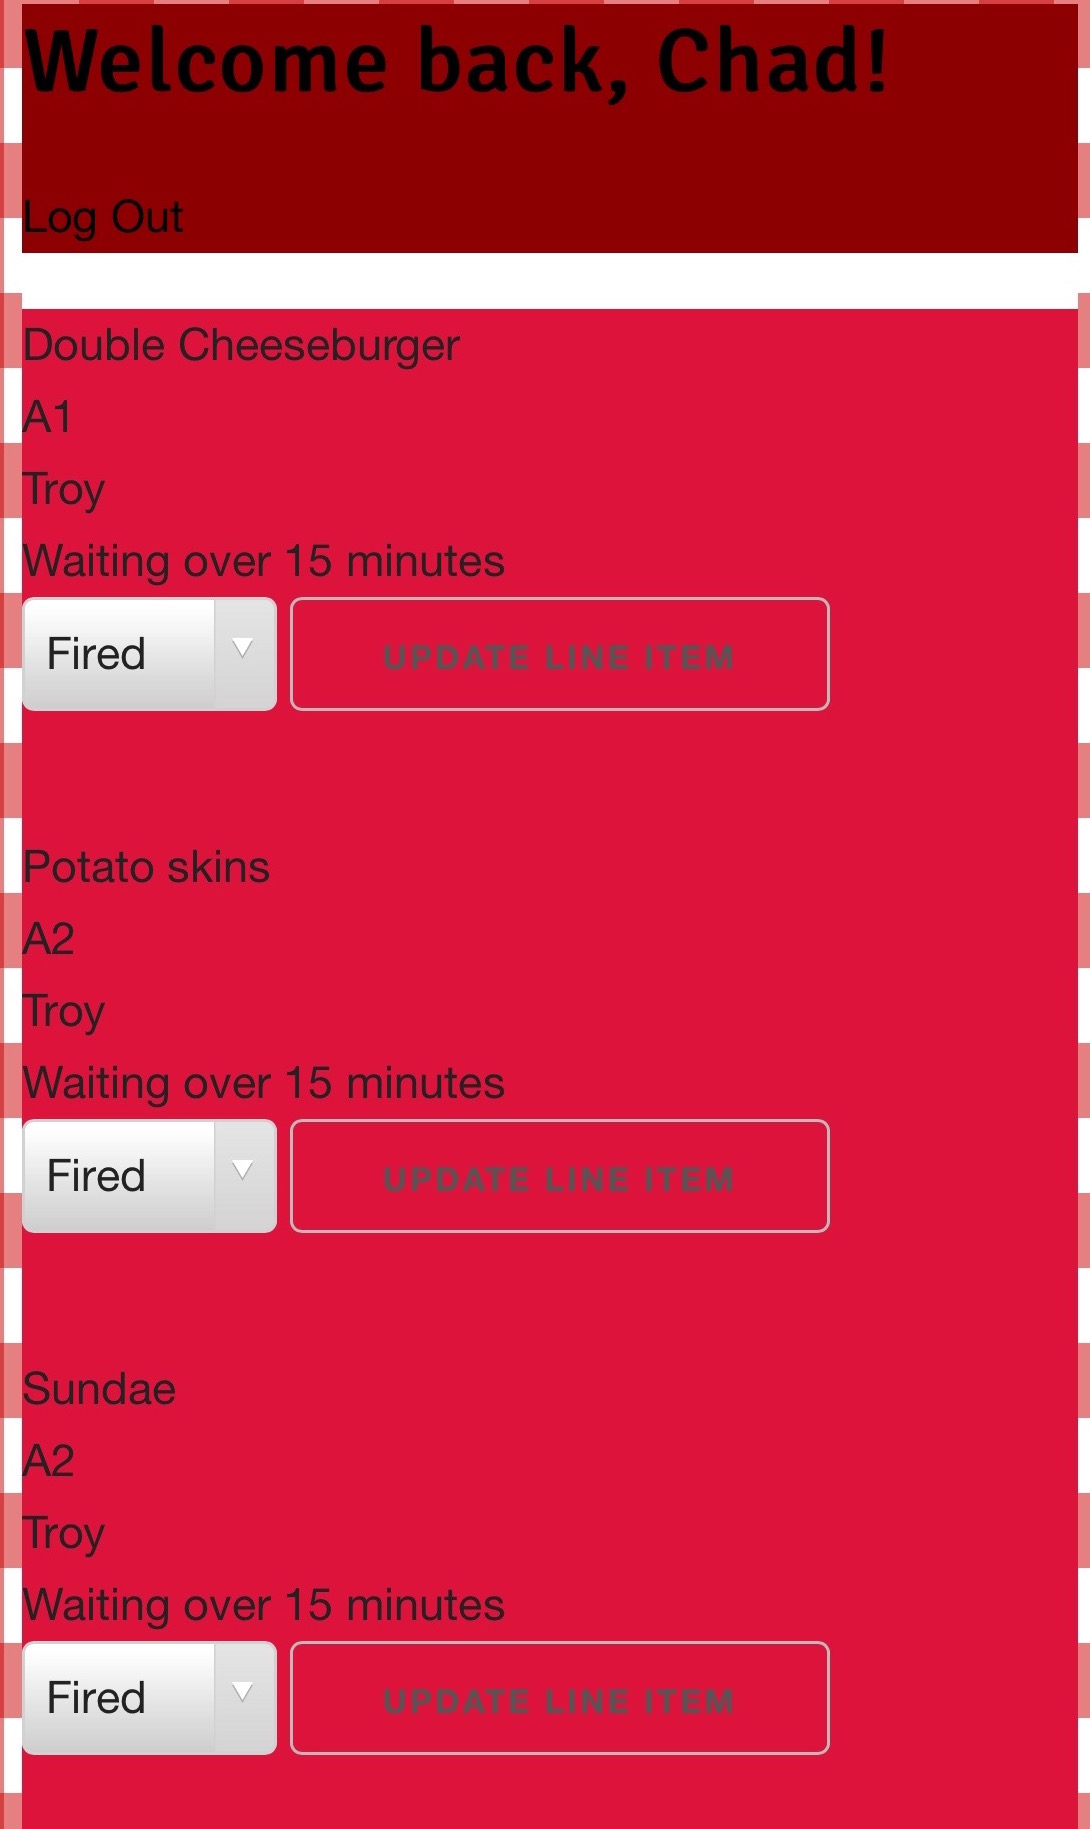 Welcome back, Chad!
Log Out
Double Cheeseburger
A1
Troy
Waiting over 15 minutes
Fired UPDATE LINE ITEM
Potato skins
A2
Troy
Waiting over 15 minutes
Fired UPDATE LINE ITEM
Sundae
A2
Troy
Waiting over 15 minutes
Fired UPDATE LINE ITEM